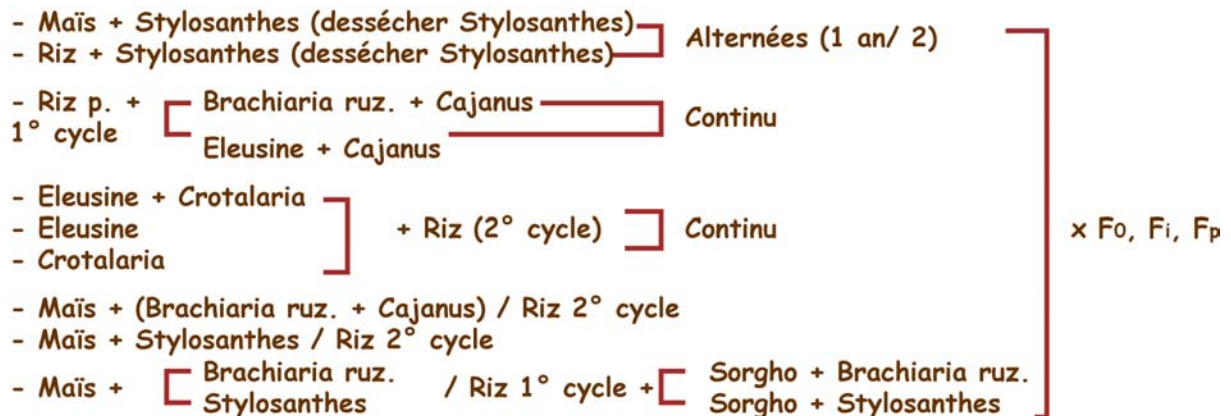 - Maïs + Stylosanthes (dessécher Stylosanthes)
- Riz + Stylosanthes (dessécher Stylosanthes)
Alternées (1 an/ 2)
- Riz p. +
1° cycle
Brachiaria ruz. + Cajanus
Eleusine + Cajanus
Continu
- Eleusine + Crotalaria
- Eleusine
- Crotalaria
+ Riz (2° cycle)
Continu
x F0, Fi, Fp
- Maïs + (Brachiaria ruz. + Cajanus) / Riz 2° cycle
- Maïs + Stylosanthes / Riz 2° cycle
- Maïs +
Brachiaria ruz.
Stylosanthes
/ Riz 1° cycle +
Sorgho + Brachiaria ruz.
Sorgho + Stylosanthes